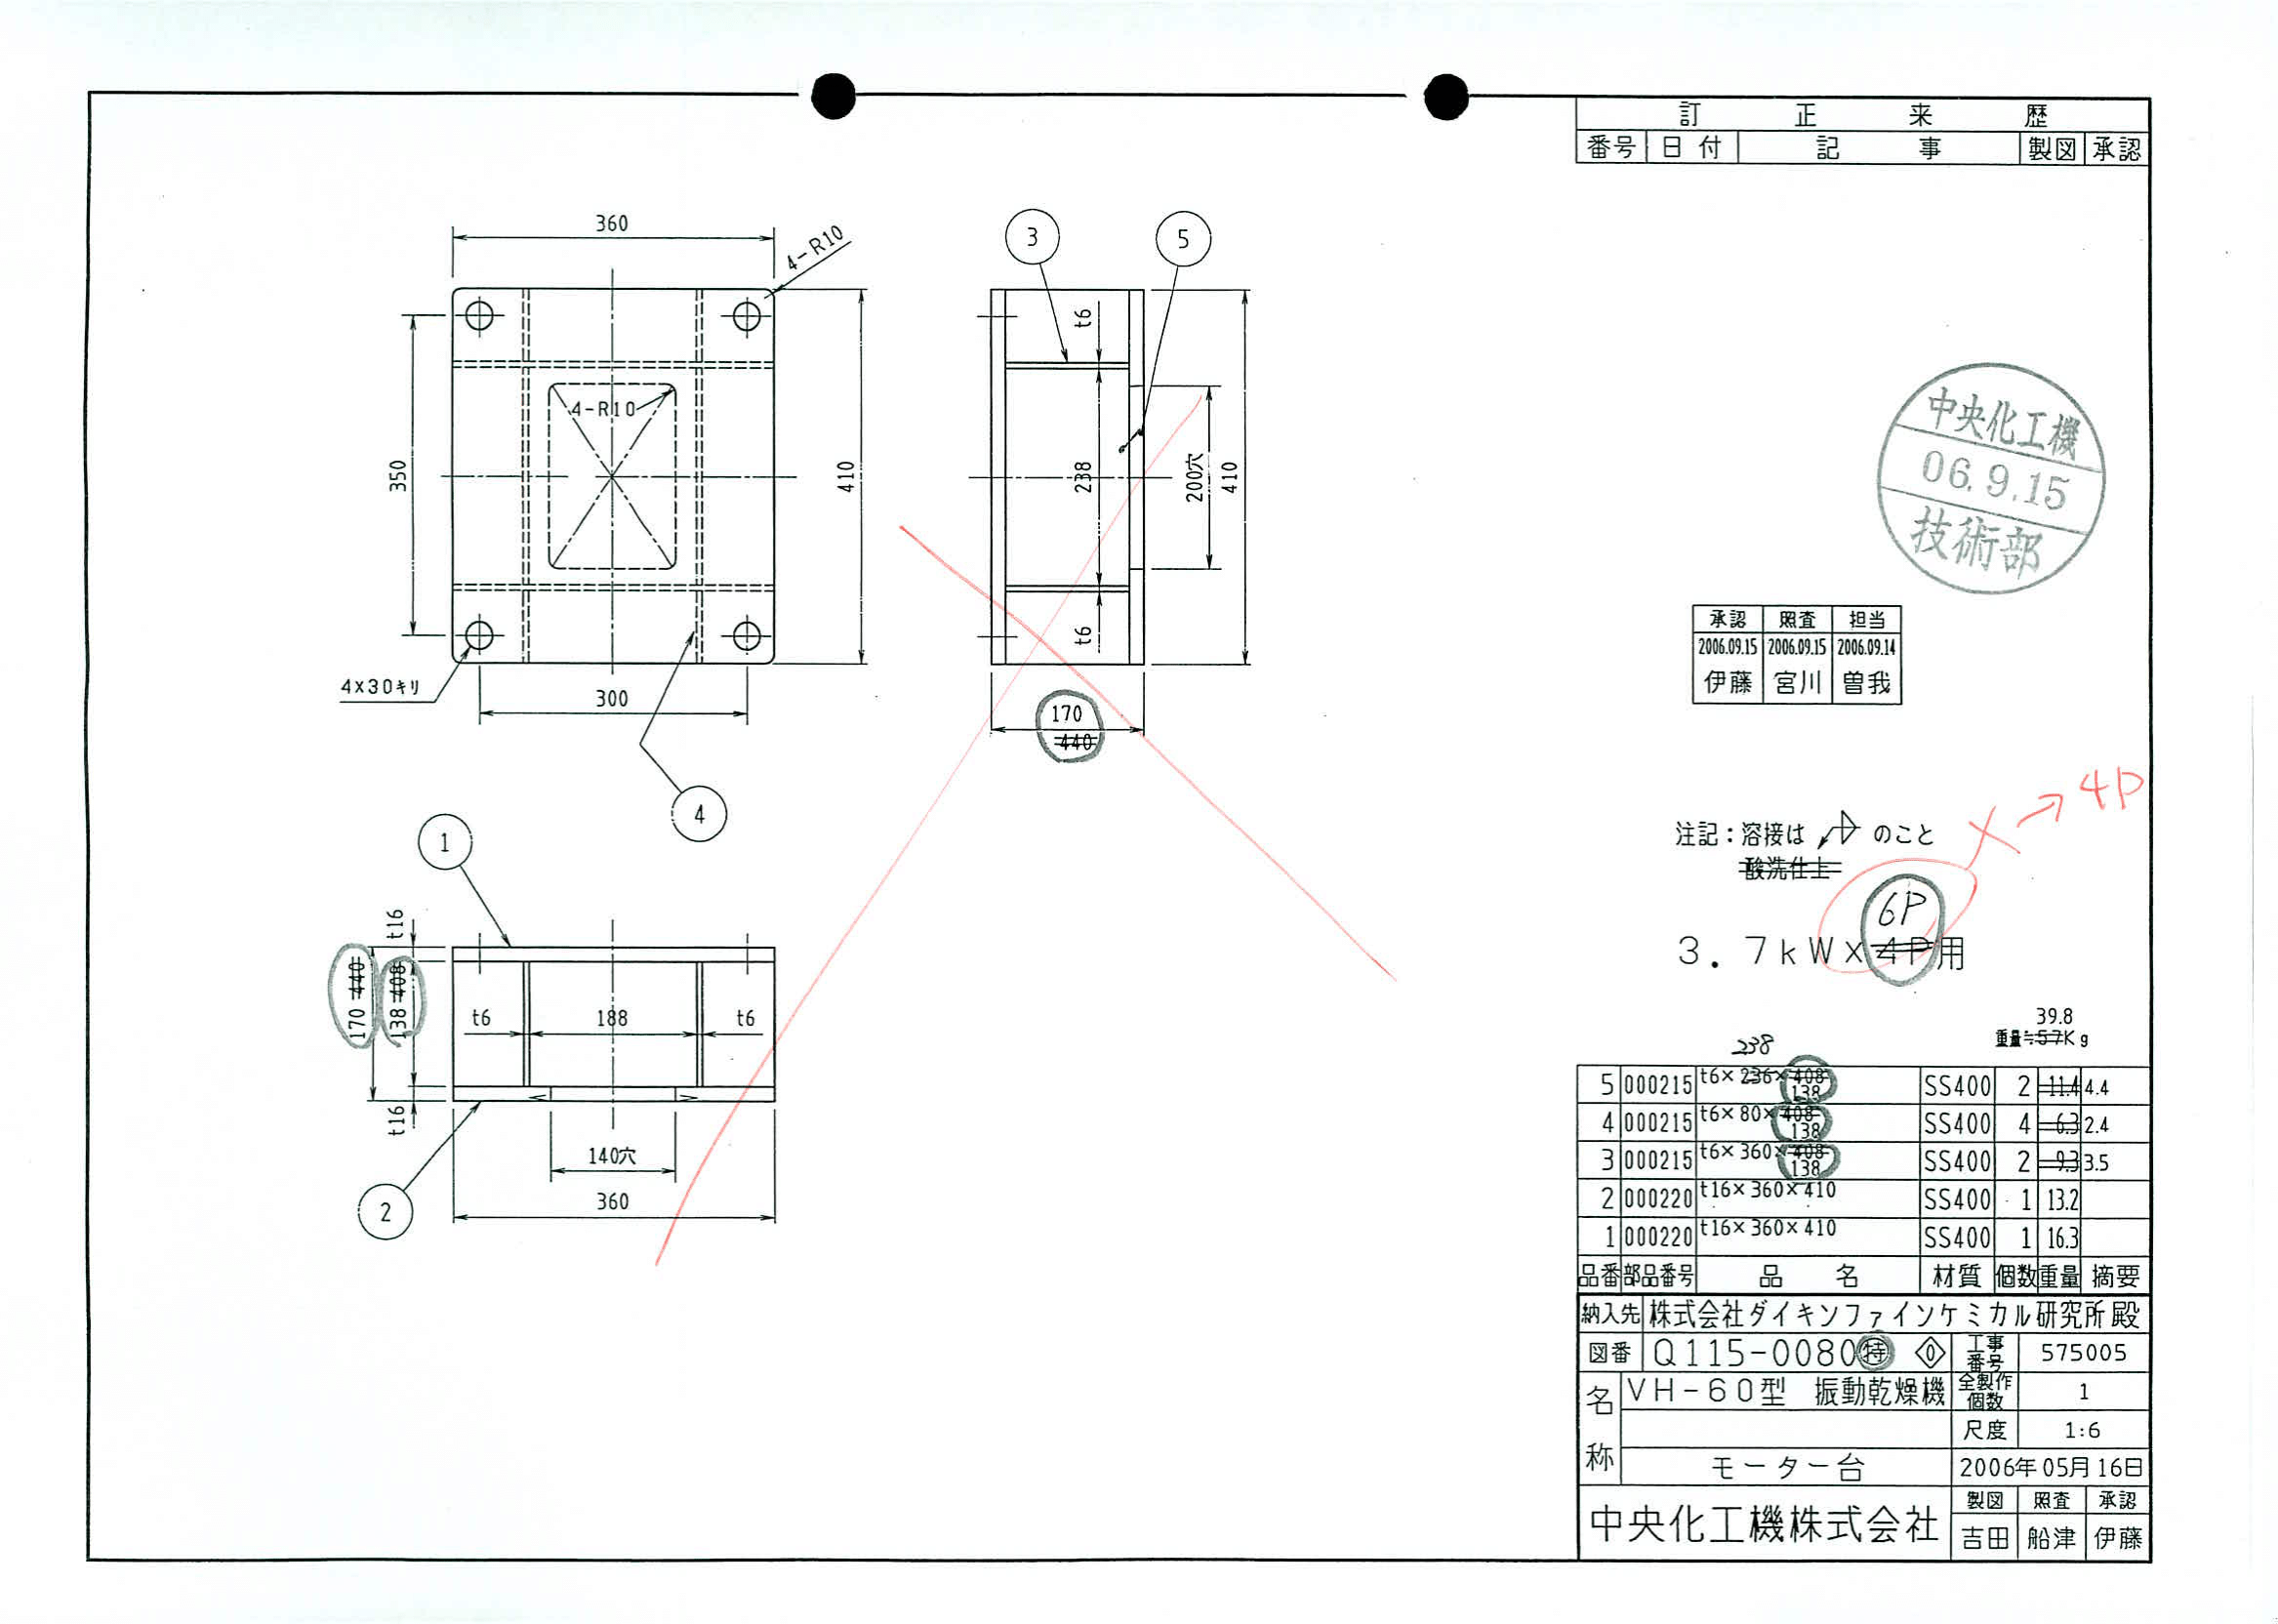 訂正来歴
番号 日付 記事 製図 承認
360
4-R10
3
5
t6
4-R10
350
410
238
200穴
410
t6
4x30キリ
300
170
440
4
1
t16
170 440
138 408
t6 188 t6
t16
140穴
2
360
中央化工機
06.9.15
技術部
承認 照査 担当
2006.09.15 2006.09.15 2006.09.14
伊藤 宮川 曽我
X→4P
注記:溶接は のこと
酸洗仕上
6P
3.7kWx4P用
39.8
重量≒57Kg
238
5 000215 t6×236×408 138 SS400 2 11.4 4.4
4 000215 t6×80×408 138 SS400 4 6.3 2.4
3 000215 t6×360×408 138 SS400 2 9.3 3.5
2 000220 t16×360×410 SS400 1 13.2
1 000220 t16×360×410 SS400 1 16.3
品番 部品番号 品名 材質 個数 重量 摘要
納入先 株式会社ダイキンファインケミカル研究所殿
図番 Q115-0080 特 0 工事番号 575005
名称 VH-60型 振動乾燥機 全製作個数 1
尺度 1:6
モーター台 2006年05月16日
製図 照査 承認
中央化工機株式会社 吉田 船津 伊藤